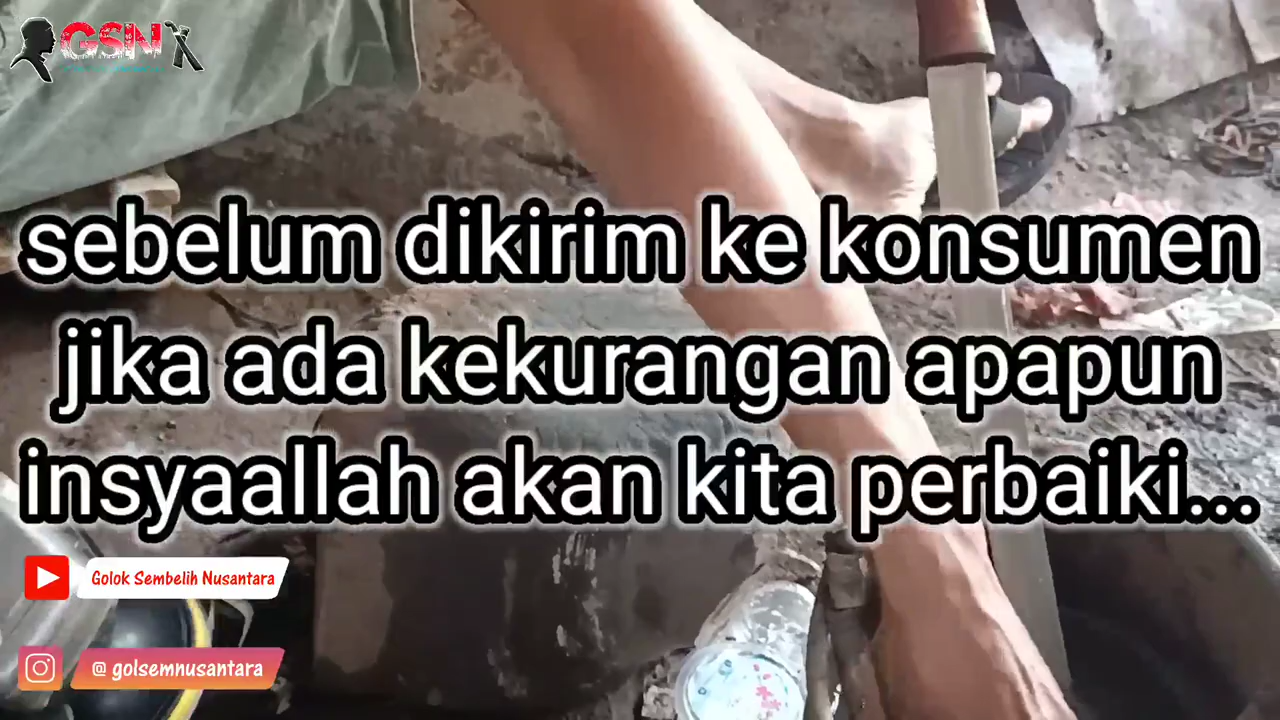 GSN
sebelum dikirim ke konsumen
jika ada kekurangan apapun
insyaallah akan kita perbaiki...
Golok Sembelih Nusantara
@ golsemnusantara